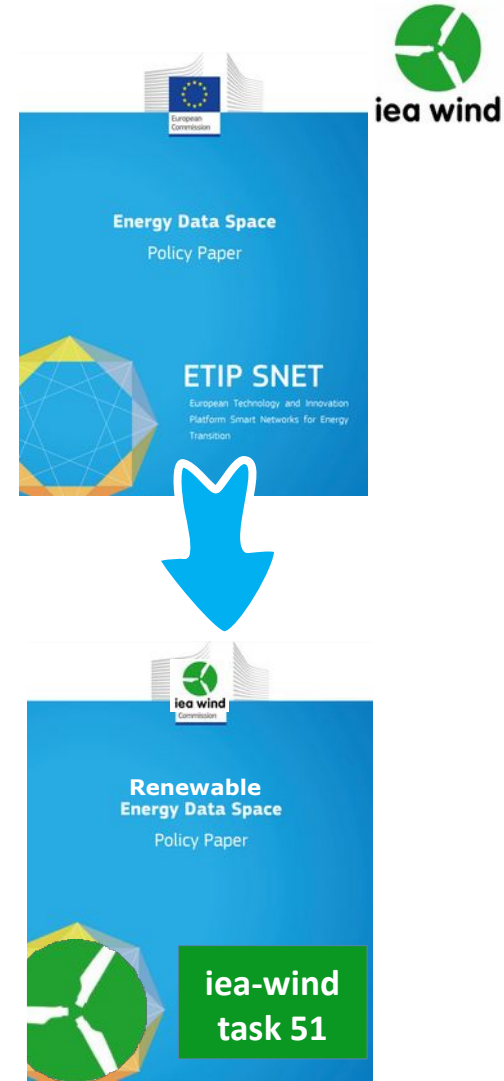 iea wind
European
Commission
Energy Data Space
Policy Paper
ETIP SNET
European Technology and Innovation
Platform Smart Networks for Energy
Transition
iea wind
Commission
Renewable
Energy Data Space
Policy Paper
iea-wind
task 51